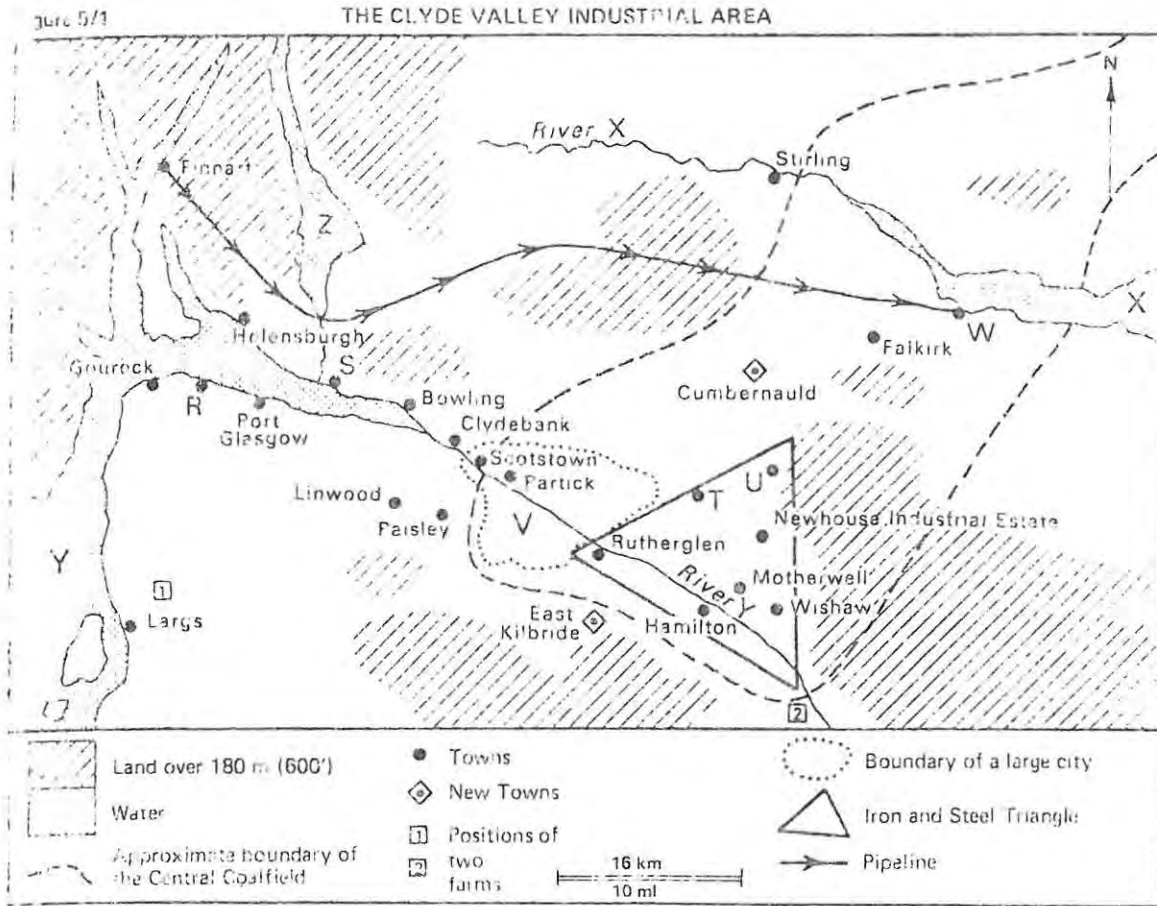 gure 5/1
THE CLYDE VALLEY INDUSTRIAL AREA
N
River X
Stirling
Finnart
Z
X
Helensburgh
W
Falkirk
Gourock
S
Cumbernauld
R
Bowling
Port
Glasgow
Clydebank
Scotstown
Partick
U
T
Linwood
Paisley
V
Newhouse Industrial Estate
Rutherglen
Y
River Y
Motherwell
1
Wishaw
Largs
East
Kilbride
Hamilton
2
Land over 180 m (600')
Water
Approximate boundary of
the Central Coalfield
Towns
New Towns
1 Positions of
2 two
farms
16 km
10 ml
Boundary of a large city
Iron and Steel Triangle
Pipeline